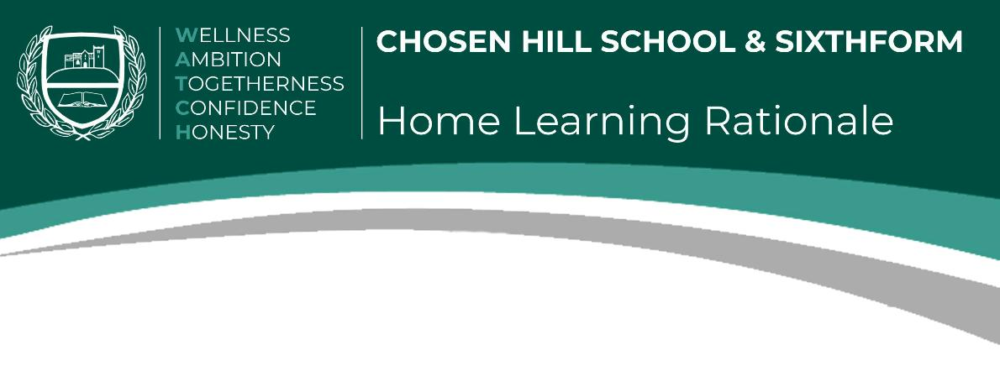 WELLNESS
AMBITION
TOGETHERNESS
CONFIDENCE
HONESTY
CHOSEN HILL SCHOOL & SIXTHFORM
Home Learning Rationale